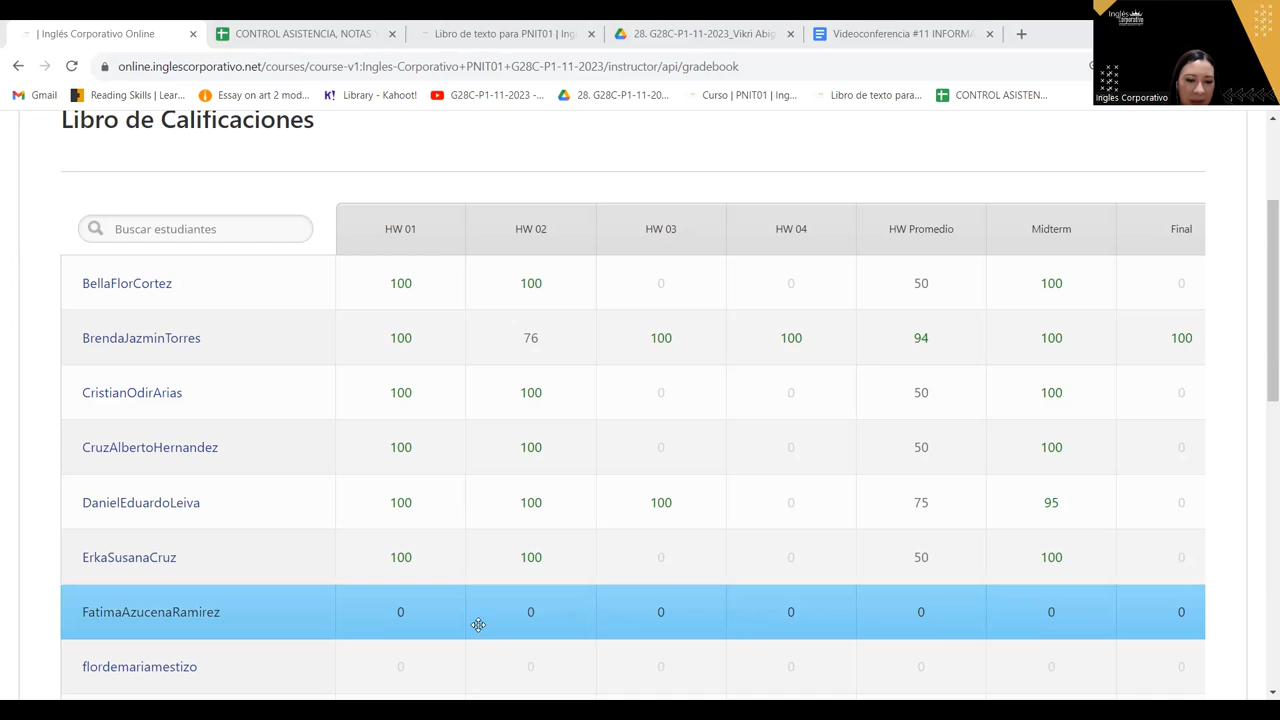 | Inglés Corporativo Online
CONTROL ASISTENCIA, NOTAS
Libro de texto para PNIT01 | Ing
28. G28C-P1-11-2023_Vikri Abig
Videoconferencia #11 INFORMA
Inglés
Corporativo
online.inglescorporativo.net/courses/course-v1:Ingles-Corporativo+PNIT01+G28C-P1-11-2023/instructor/api/gradebook
Gmail
Reading Skills | Lear...
Essay on art 2 mod...
Library - Kahoo...
G28C-P1-11-2023 -...
28. G28C-P1-11-20...
Curso | PNIT01 | Ing...
Libro de texto para...
CONTROL ASISTEN...
Ingles Corporativo
Libro de Calificaciones
Buscar estudiantes HW 01 HW 02 HW 03 HW 04 HW Promedio Midterm Final
BellaFlorCortez 100 100 0 0 50 100 0
BrendaJazminTorres 100 76 100 100 94 100 100
CristianOdirArias 100 100 0 0 50 100 0
CruzAlbertoHernandez 100 100 0 0 50 100 0
DanielEduardoLeiva 100 100 100 0 75 95 0
ErkaSusanaCruz 100 100 0 0 50 100 0
FatimaAzucenaRamirez 0 0 0 0 0 0 0
flordemariamestizo 0 0 0 0 0 0 0